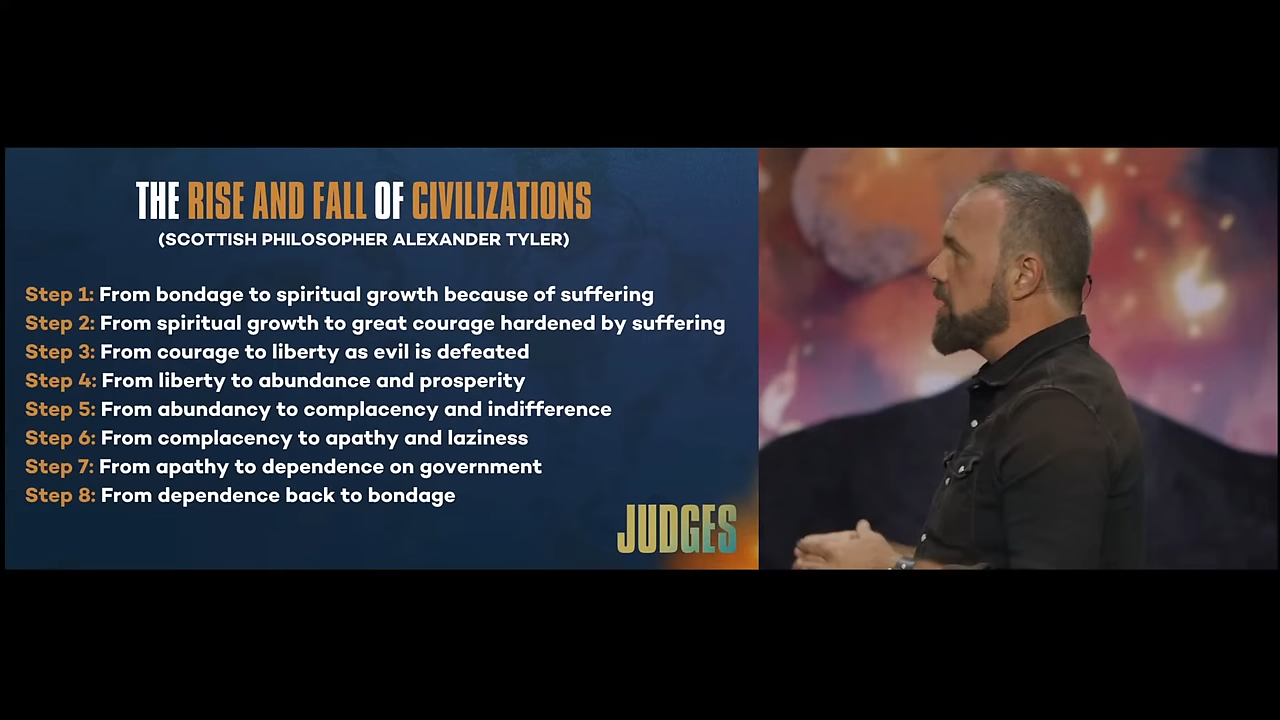 THE RISE AND FALL OF CIVILIZATIONS
(SCOTTISH PHILOSOPHER ALEXANDER TYLER)
Step 1: From bondage to spiritual growth because of suffering
Step 2: From spiritual growth to great courage hardened by suffering
Step 3: From courage to liberty as evil is defeated
Step 4: From liberty to abundance and prosperity
Step 5: From abundancy to complacency and indifference
Step 6: From complacency to apathy and laziness
Step 7: From apathy to dependence on government
Step 8: From dependence back to bondage
JUDGES